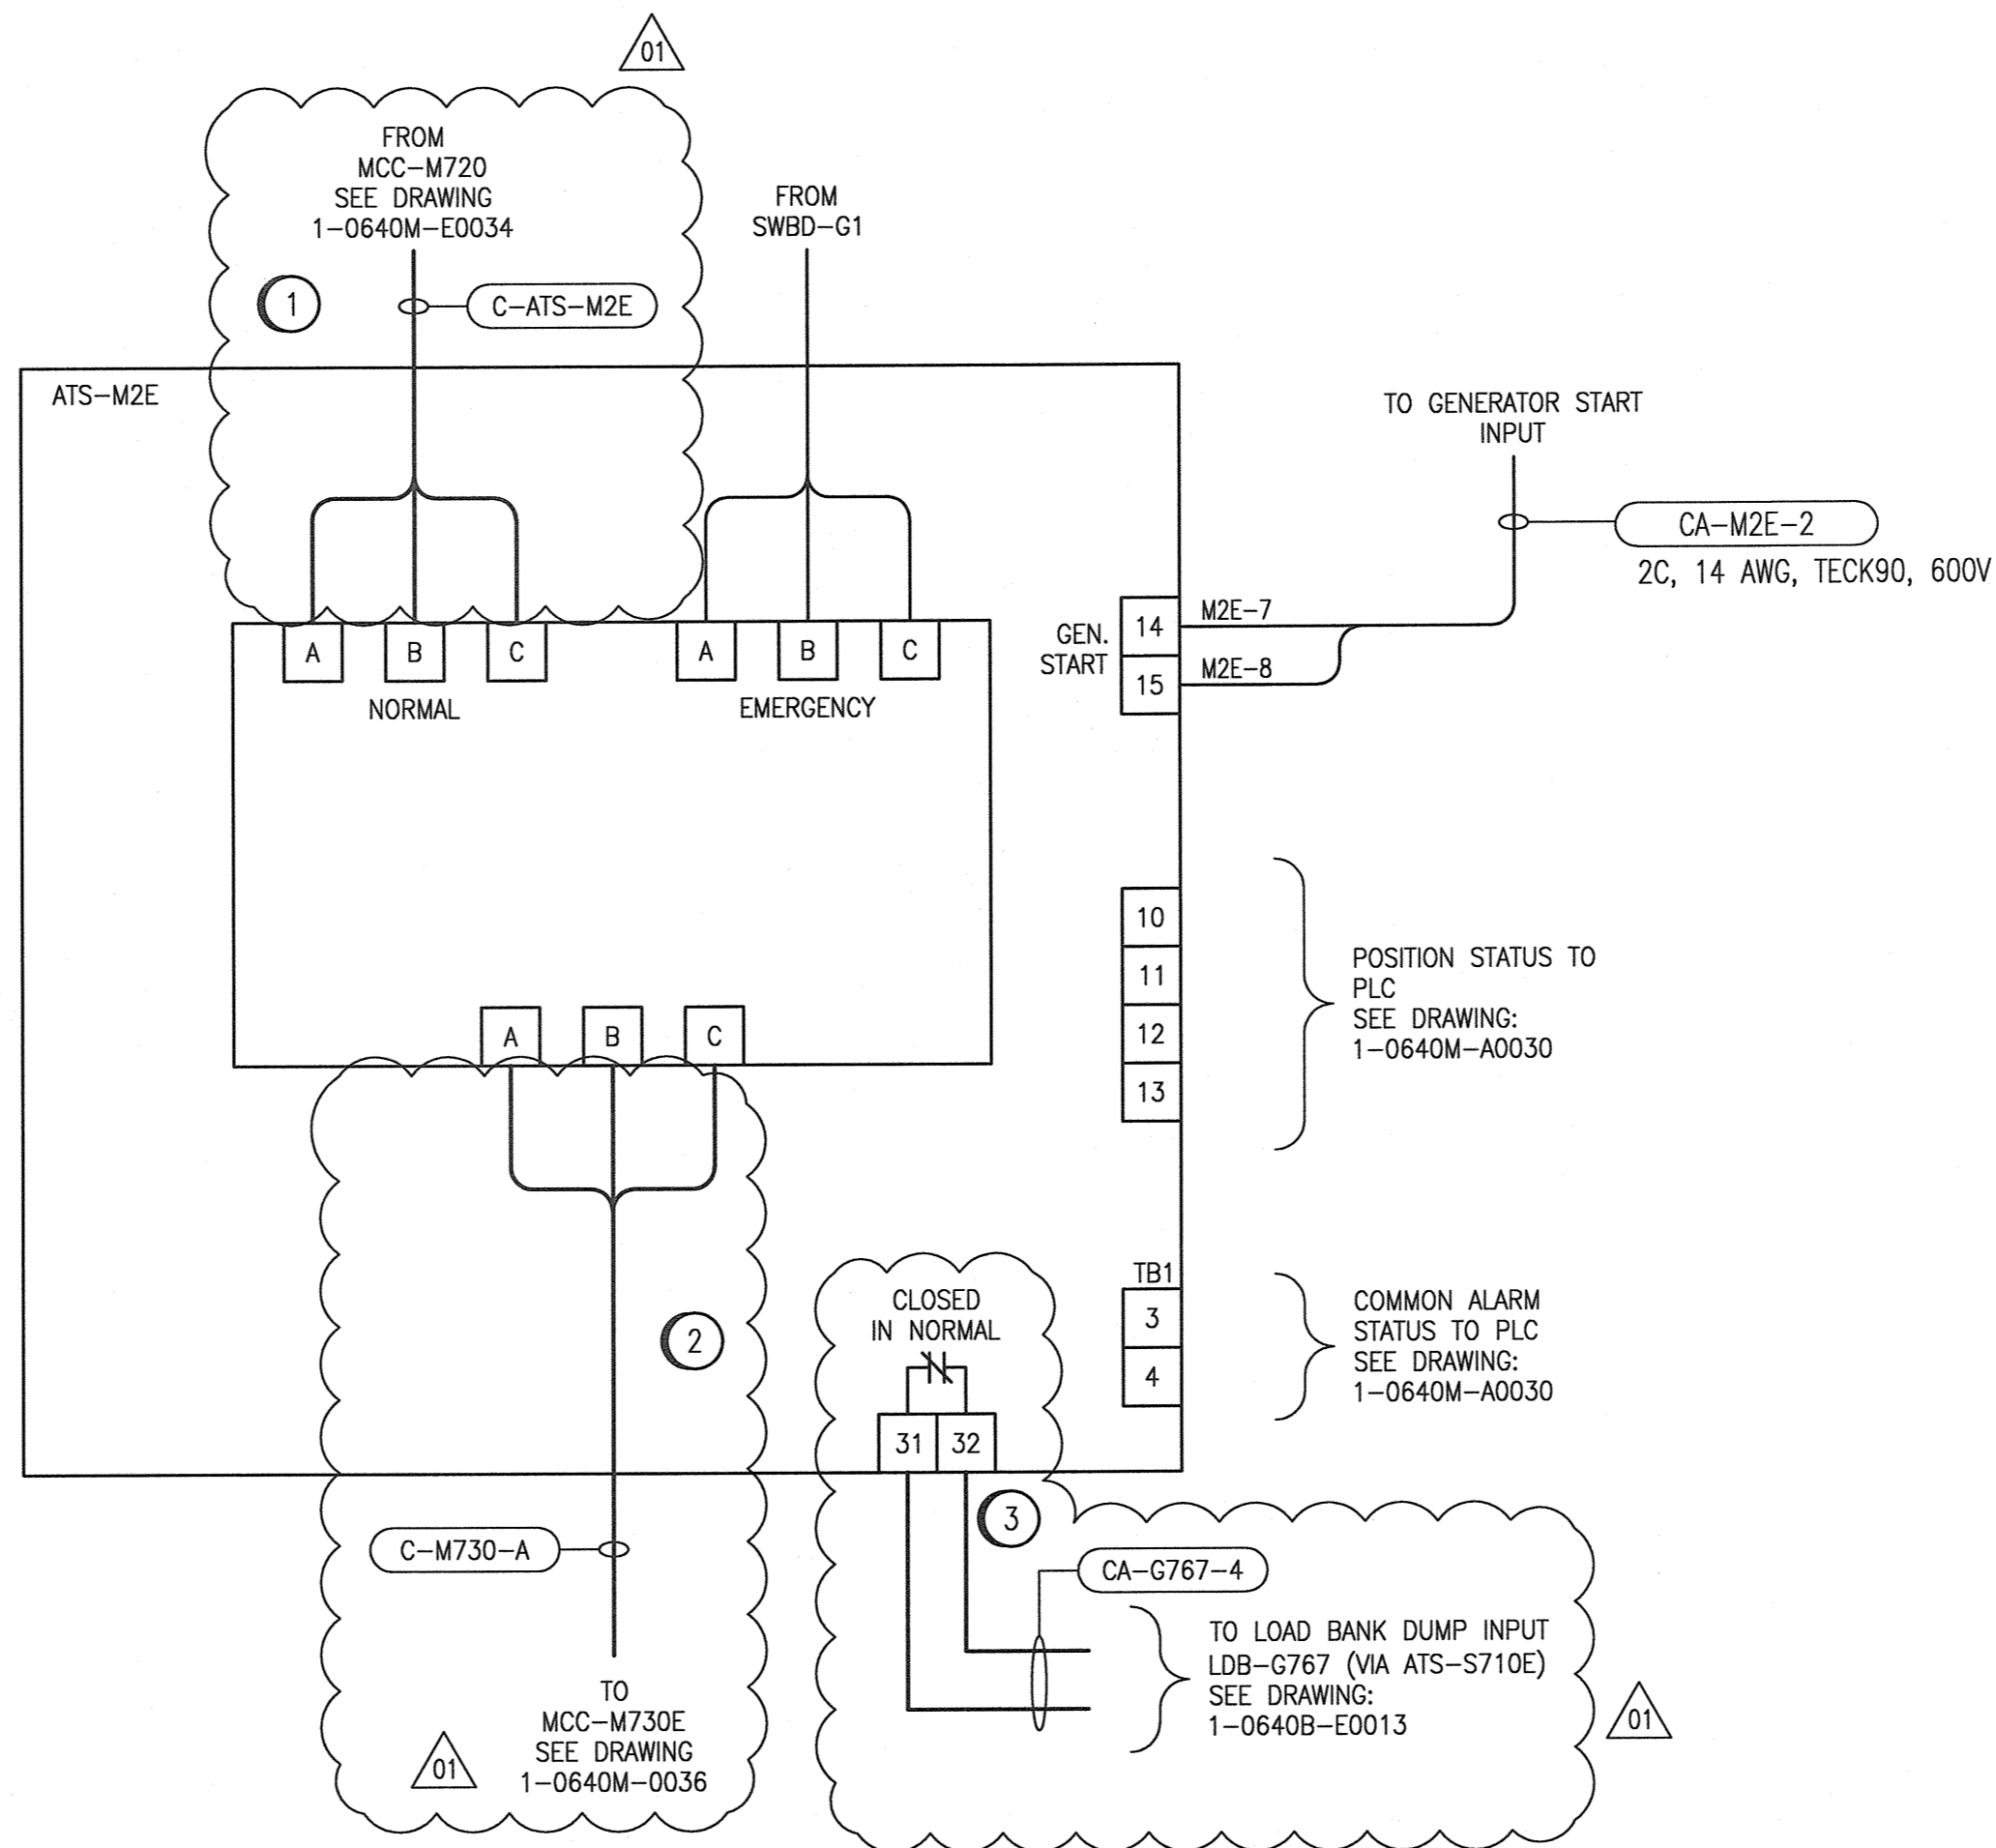 01
FROM
MCC-M720
SEE DRAWING
1-0640M-E0034
FROM
SWBD-G1
1
C-ATS-M2E
ATS-M2E
TO GENERATOR START
INPUT
CA-M2E-2
2C, 14 AWG, TECK90, 600V
A
B
C
NORMAL
A
B
C
EMERGENCY
GEN.
START
14
M2E-7
15
M2E-8
10
11
12
13
POSITION STATUS TO
PLC
SEE DRAWING:
1-0640M-A0030
A
B
C
2
CLOSED
IN NORMAL
31
32
TB1
3
4
COMMON ALARM
STATUS TO PLC
SEE DRAWING:
1-0640M-A0030
C-M730-A
3
CA-G767-4
TO LOAD BANK DUMP INPUT
LDB-G767 (VIA ATS-S710E)
SEE DRAWING:
1-0640B-E0013
01
TO
MCC-M730E
SEE DRAWING
1-0640M-0036
01